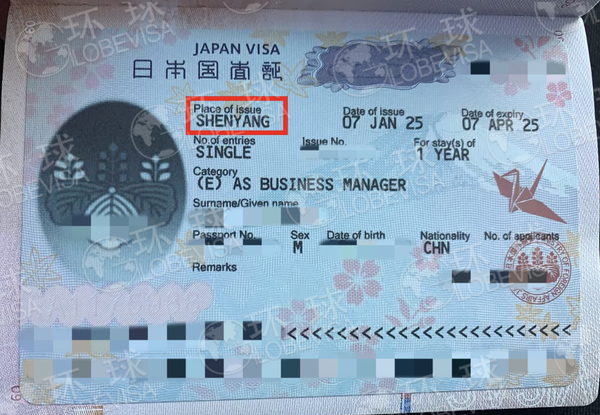 JAPAN VISA
日本国査証
Place of issue
SHENYANG
Date of issue
07 JAN 25
Date of expiry
07 APR 25
No.of entries
SINGLE
Issue No.
For stay(s) of
1 YEAR
Category
(E) AS BUSINESS MANAGER
Surname/Given name
Passport No.
Sex
M
Date of birth
Nationality
CHN
No. of applicants
Remarks
<<<<<<<<<<<<<<<<<<<<<<<
环球
GLOBEVISA